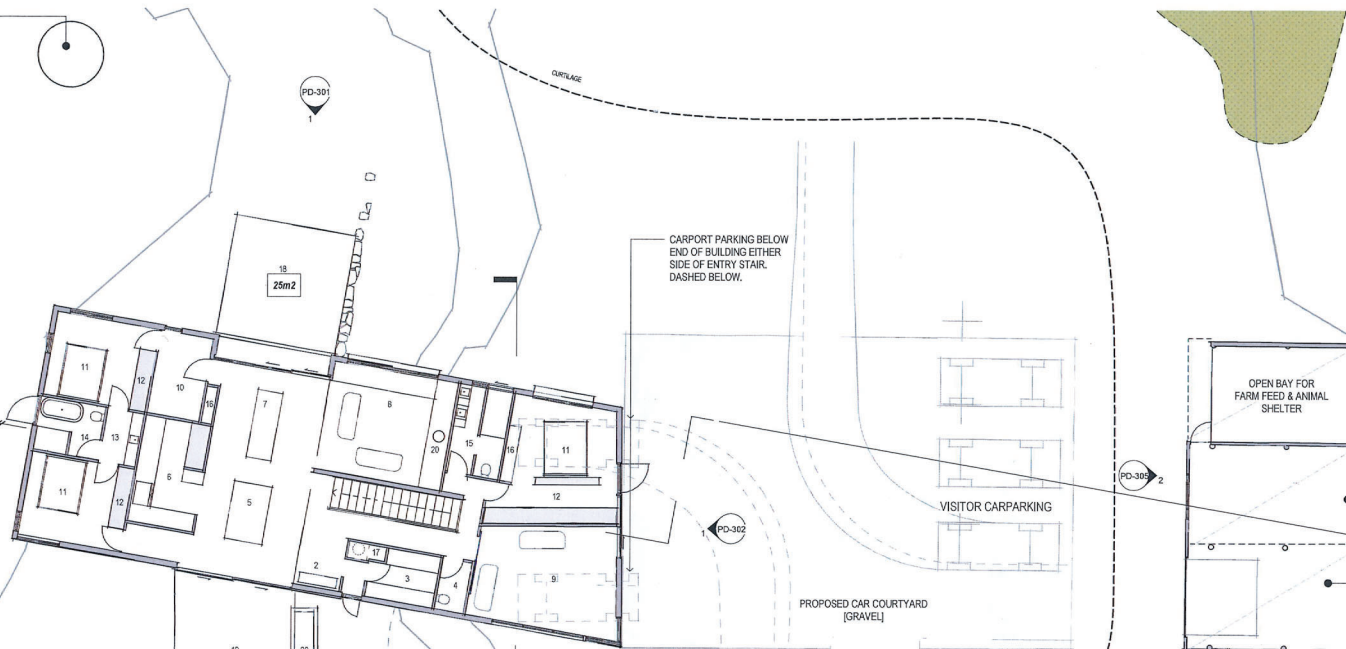 CURTILAGE
PD-301
1
CARPORT PARKING BELOW
END OF BUILDING EITHER
SIDE OF ENTRY STAIR.
DASHED BELOW.
18
25m2
OPEN BAY FOR
FARM FEED & ANIMAL
SHELTER
11
12
10
16
7
8
14
13
6
5
15
20
16
11
12
11
12
PD-305
2
VISITOR CARPARKING
PD-302
1
17
2
3
4
9
PROPOSED CAR COURTYARD
[GRAVEL]